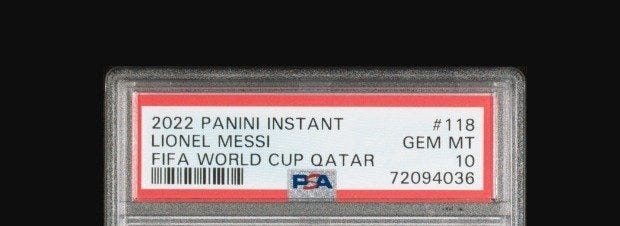 2022 PANINI INSTANT #118
LIONEL MESSI GEM MT
FIFA WORLD CUP QATAR 10
PSA 72094036